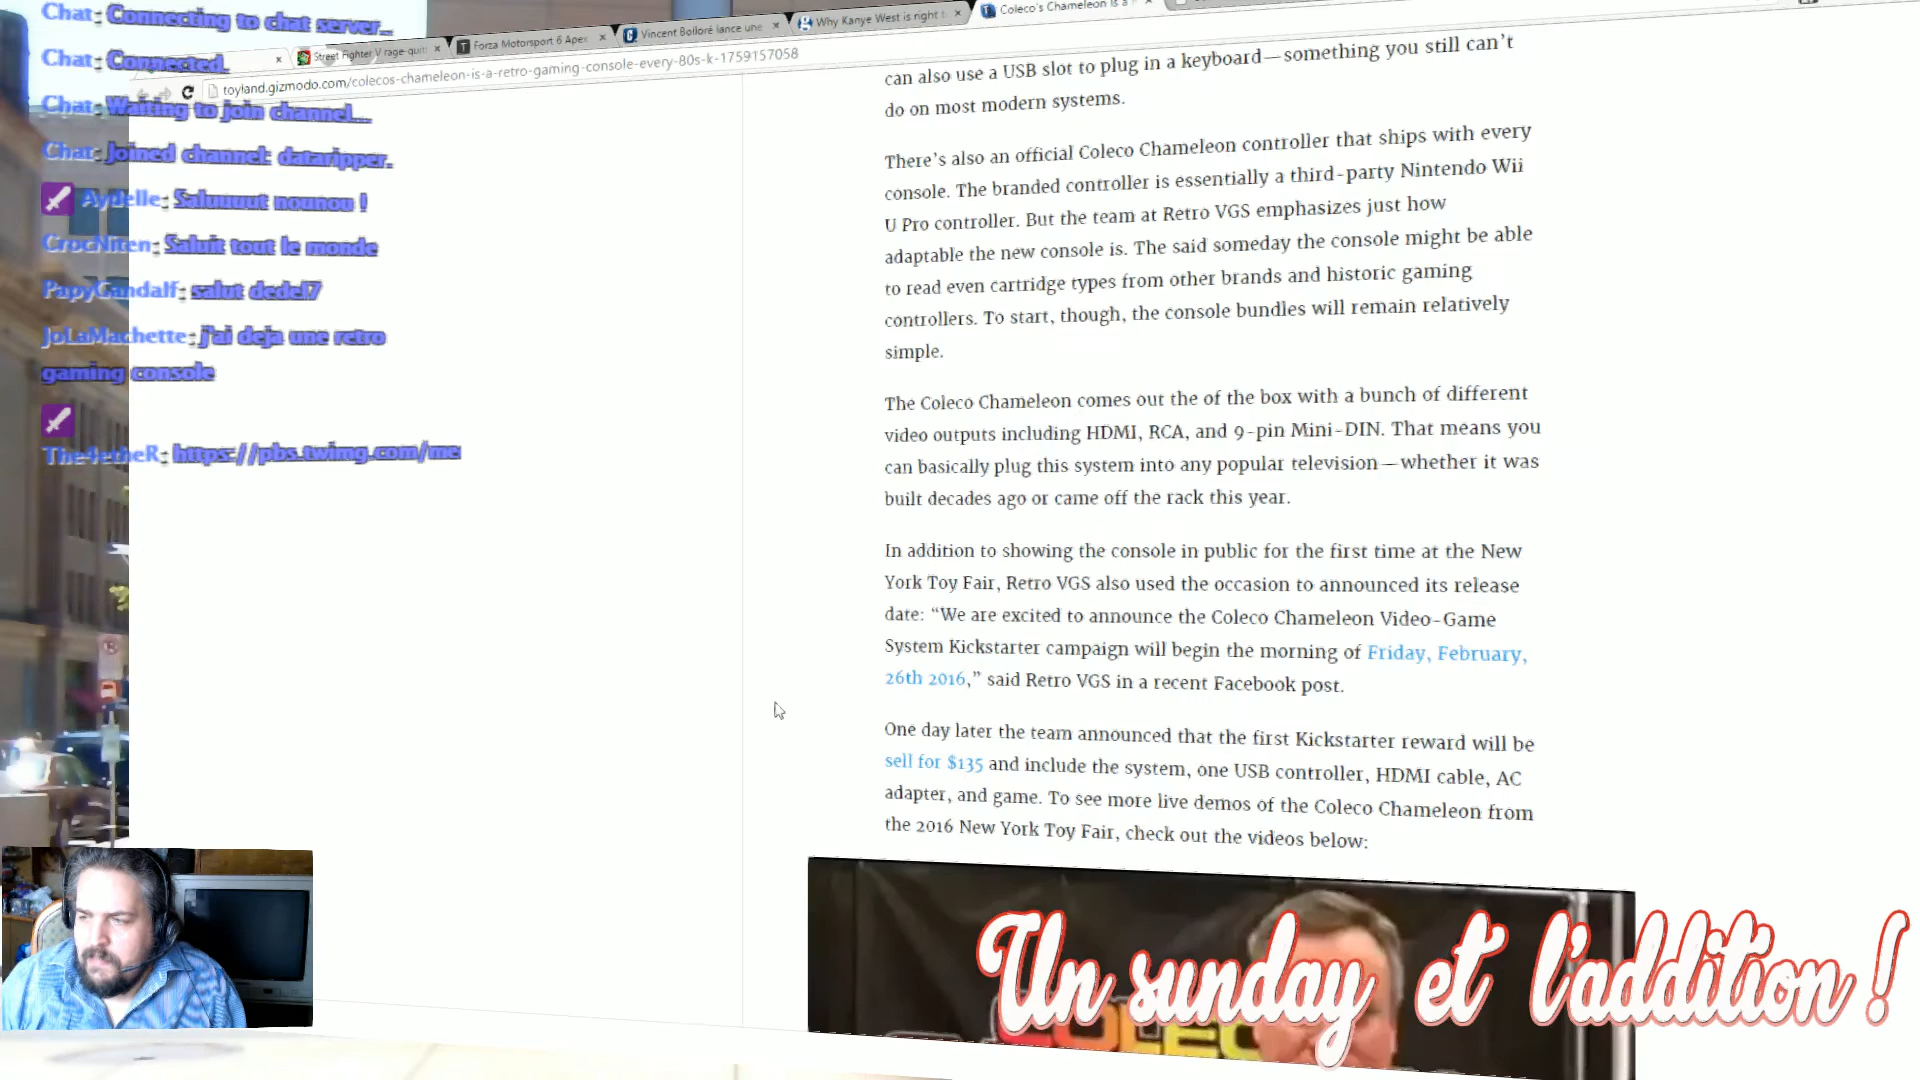 Chat: Connecting to chat server...
Chat: Connected.
Chat: Waiting to join channel...
Chat: Joined channel: dataripper.
Aydelle: Saluuuut nounou !
CrocNiten: Saluit tout le monde
PapyGandalf: salut dede17
JoLaMachette: j'ai deja une retro
gaming console
The4etheR: https://pbs.twimg.com/me
Street Fighter V rage-quit
Forza Motorsport 6 Apex
Vincent Bolloré lance une
Why Kanye West is right t
Coleco's Chameleon is a
toyland.gizmodo.com/colecos-chameleon-is-a-retro-gaming-console-every-80s-k-1759157058
can also use a USB slot to plug in a keyboard—something you still can't
do on most modern systems.
There's also an official Coleco Chameleon controller that ships with every
console. The branded controller is essentially a third-party Nintendo Wii
U Pro controller. But the team at Retro VGS emphasizes just how
adaptable the new console is. The said someday the console might be able
to read even cartridge types from other brands and historic gaming
controllers. To start, though, the console bundles will remain relatively
simple.
The Coleco Chameleon comes out the of the box with a bunch of different
video outputs including HDMI, RCA, and 9-pin Mini-DIN. That means you
can basically plug this system into any popular television—whether it was
built decades ago or came off the rack this year.
In addition to showing the console in public for the first time at the New
York Toy Fair, Retro VGS also used the occasion to announced its release
date: “We are excited to announce the Coleco Chameleon Video-Game
System Kickstarter campaign will begin the morning of Friday, February,
26th 2016,” said Retro VGS in a recent Facebook post.
One day later the team announced that the first Kickstarter reward will be
sell for $135 and include the system, one USB controller, HDMI cable, AC
adapter, and game. To see more live demos of the Coleco Chameleon from
the 2016 New York Toy Fair, check out the videos below:
COLEC
Un sunday et l'addition !